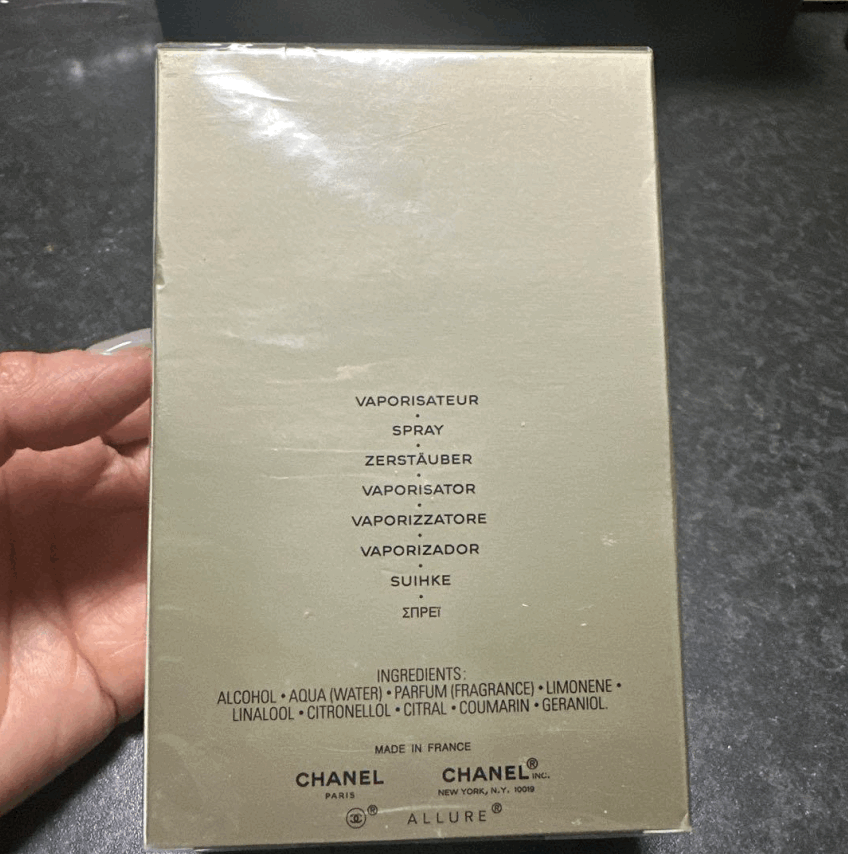 VAPORISATEUR
•
SPRAY
•
ZERSTÄUBER
•
VAPORISATOR
•
VAPORIZZATORE
•
VAPORIZADOR
•
SUIHKE
•
ΣΠΡΕΪ
INGREDIENTS:
ALCOHOL • AQUA (WATER) • PARFUM (FRAGRANCE) • LIMONENE •
LINALOOL • CITRONELLOL • CITRAL • COUMARIN • GERANIOL.
MADE IN FRANCE
CHANEL CHANEL® INC.
PARIS NEW YORK, N.Y. 10019
® ALLURE®